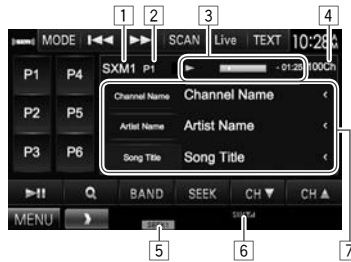 1 2 3 4
MODE SCAN Live TEXT 10:28
P1 P4 SXM1 P1 -01:25 100Ch
Channel Name Channel Name
P2 P5 Artist Name Artist Name
P3 P6 Song Title Song Title
BAND SEEK CH▼ CH▲
MENU
5 6 7